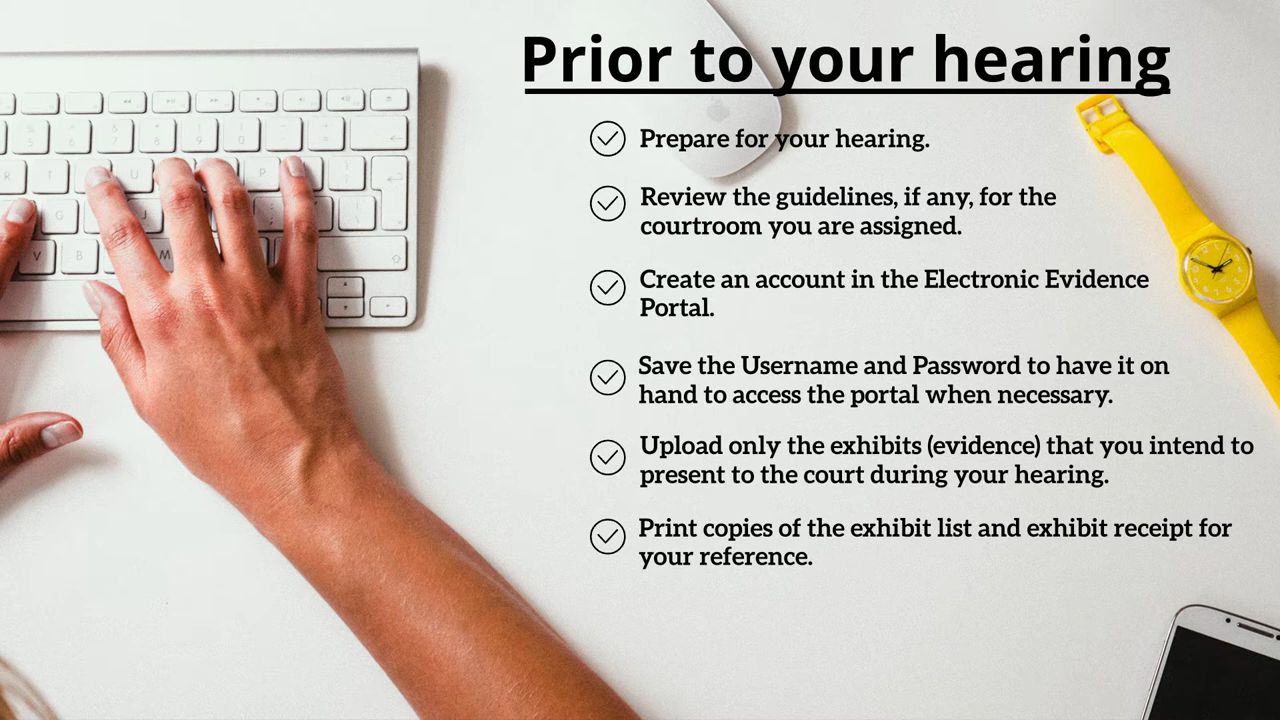 Prior to your hearing
Prepare for your hearing.
Review the guidelines, if any, for the
courtroom you are assigned.
Create an account in the Electronic Evidence
Portal.
Save the Username and Password to have it on
hand to access the portal when necessary.
Upload only the exhibits (evidence) that you intend to
present to the court during your hearing.
Print copies of the exhibit list and exhibit receipt for
your reference.